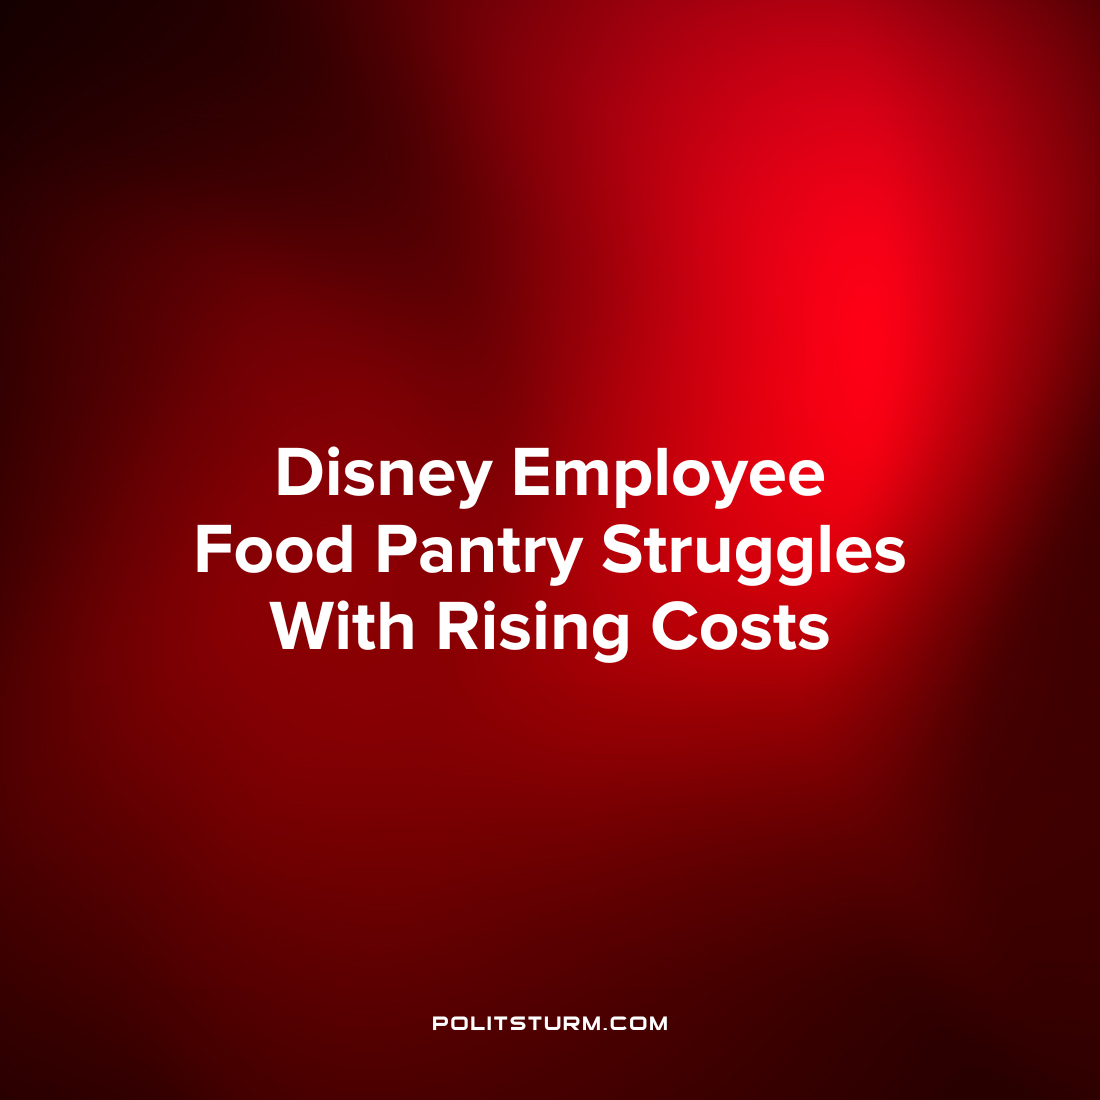 Disney Employee
Food Pantry Struggles
With Rising Costs
POLITSTURM.COM